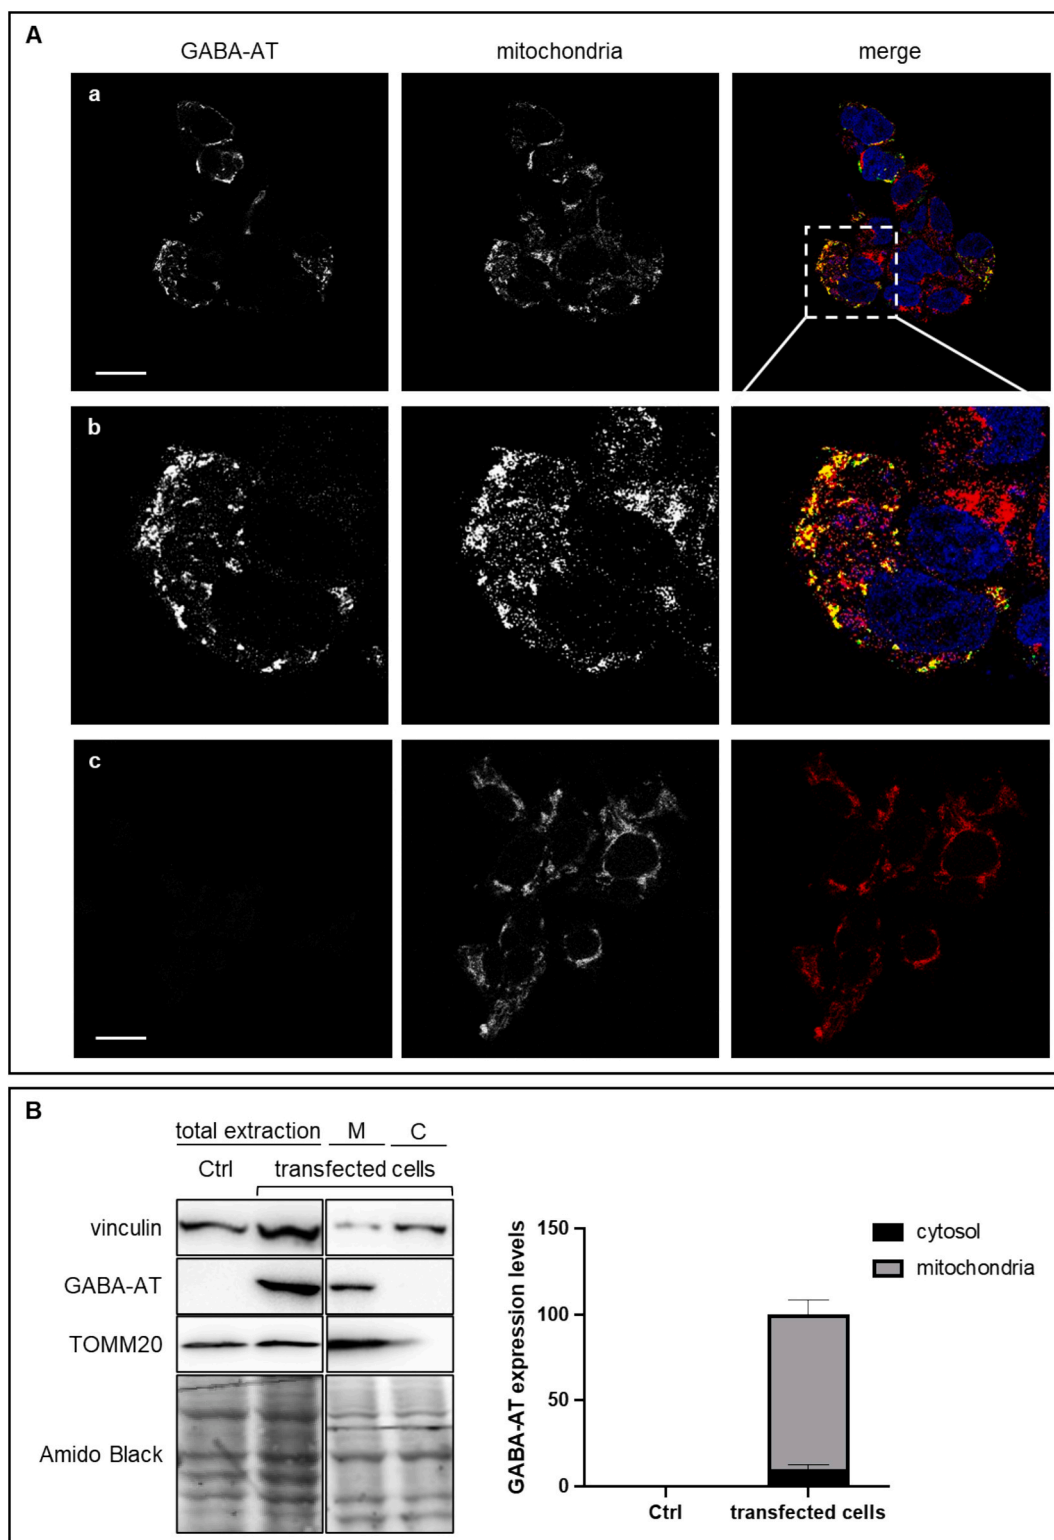 A
GABA-AT mitochondria merge
a
b
c
B
total extraction M C
Ctrl transfected cells
vinculin
GABA-AT
TOMM20
Amido Black
GABA-AT expression levels
150
100
50
0
Ctrl transfected cells
cytosol
mitochondria